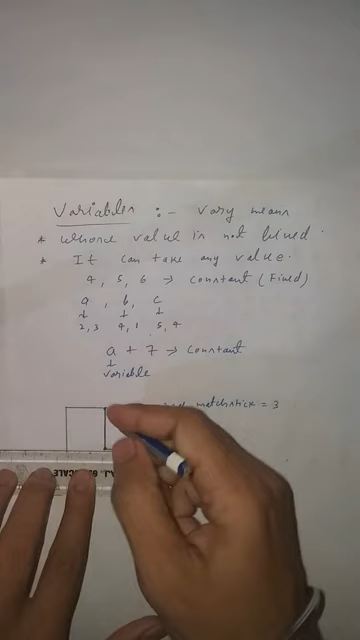 Variables :- vary means
* whose value is not fixed.
* It can take any value.
4, 5, 6 → constant (Fixed)
a, b, c
↓ ↓ ↓
2, 3 4, 1 5, 4
a + 7 → constant
↓
variable
matchstick = 3
SCALE